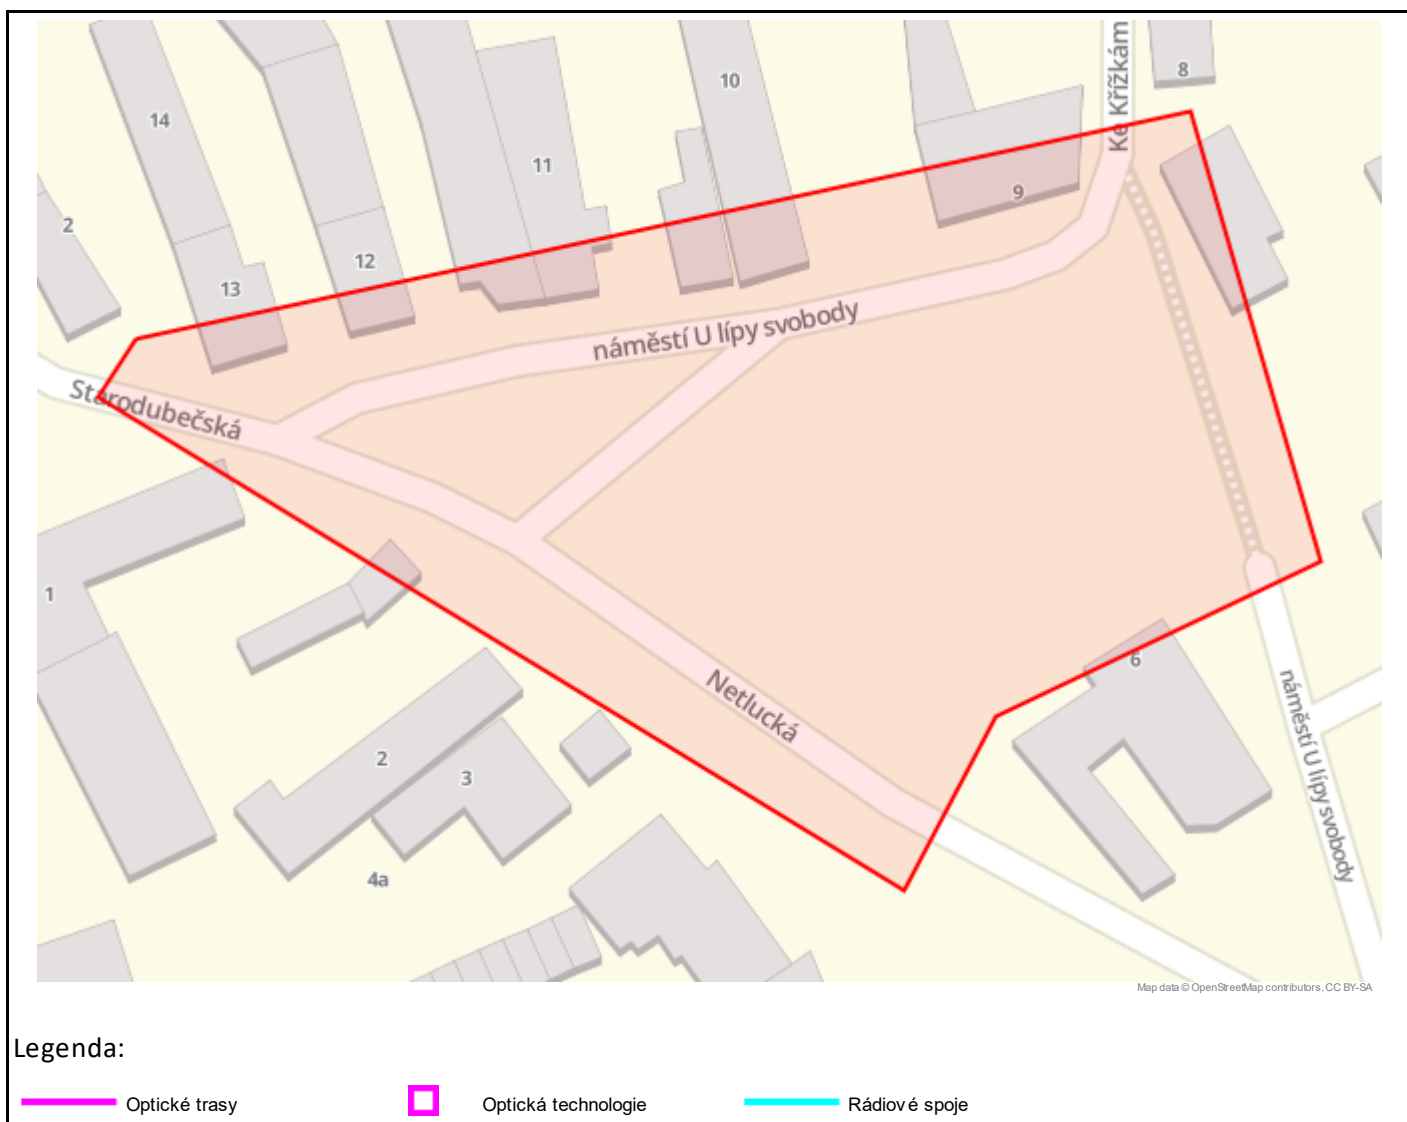 Ke Křížkám
8
10
14
11
9
2
12
13
náměstí U lípy svobody
Starodubečská
1
6
Netlucká
náměstí U lípy svobody
2
3
4a
Map data © OpenStreetMap contributors, CC BY-SA
Legenda:
Optické trasy
Optická technologie
Rádiové spoje